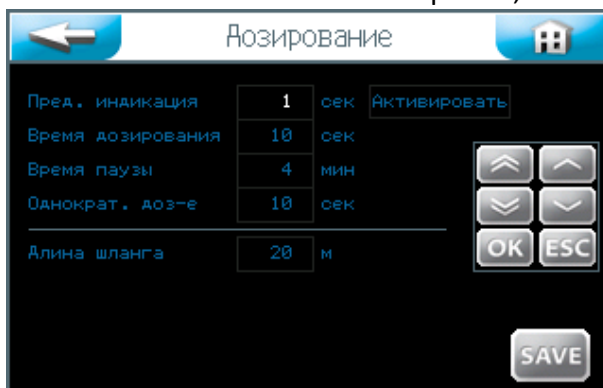 Дозирование
Пред. индикация 1 сек Активировать
Время дозирования 10 сек
Время паузы 4 мин
Однократ. доз-е 10 сек
Длина шланга 20 м
OK ESC
SAVE